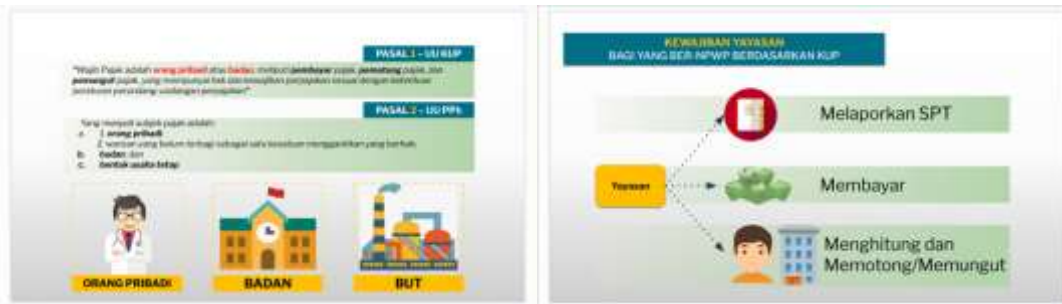 PASAL 1 – UU KUP
"Wajib Pajak adalah orang pribadi atau badan, meliputi pembayar pajak, pemotong pajak, dan
pemungut pajak, yang mempunyai hak dan kewajiban perpajakan sesuai dengan ketentuan
peraturan perundang-undangan perpajakan"
PASAL 2 – UU PPh
Yang menjadi subjek pajak adalah:
a. 1. orang pribadi
2. warisan yang belum terbagi sebagai satu kesatuan menggantikan yang berhak
b. badan; dan
c. bentuk usaha tetap
ORANG PRIBADI
BADAN
BUT
KEWAJIBAN YAYASAN
BAGI YANG BER-NPWP BERDASARKAN KUP
Yayasan
Melaporkan SPT
Membayar
Menghitung dan
Memotong/Memungut